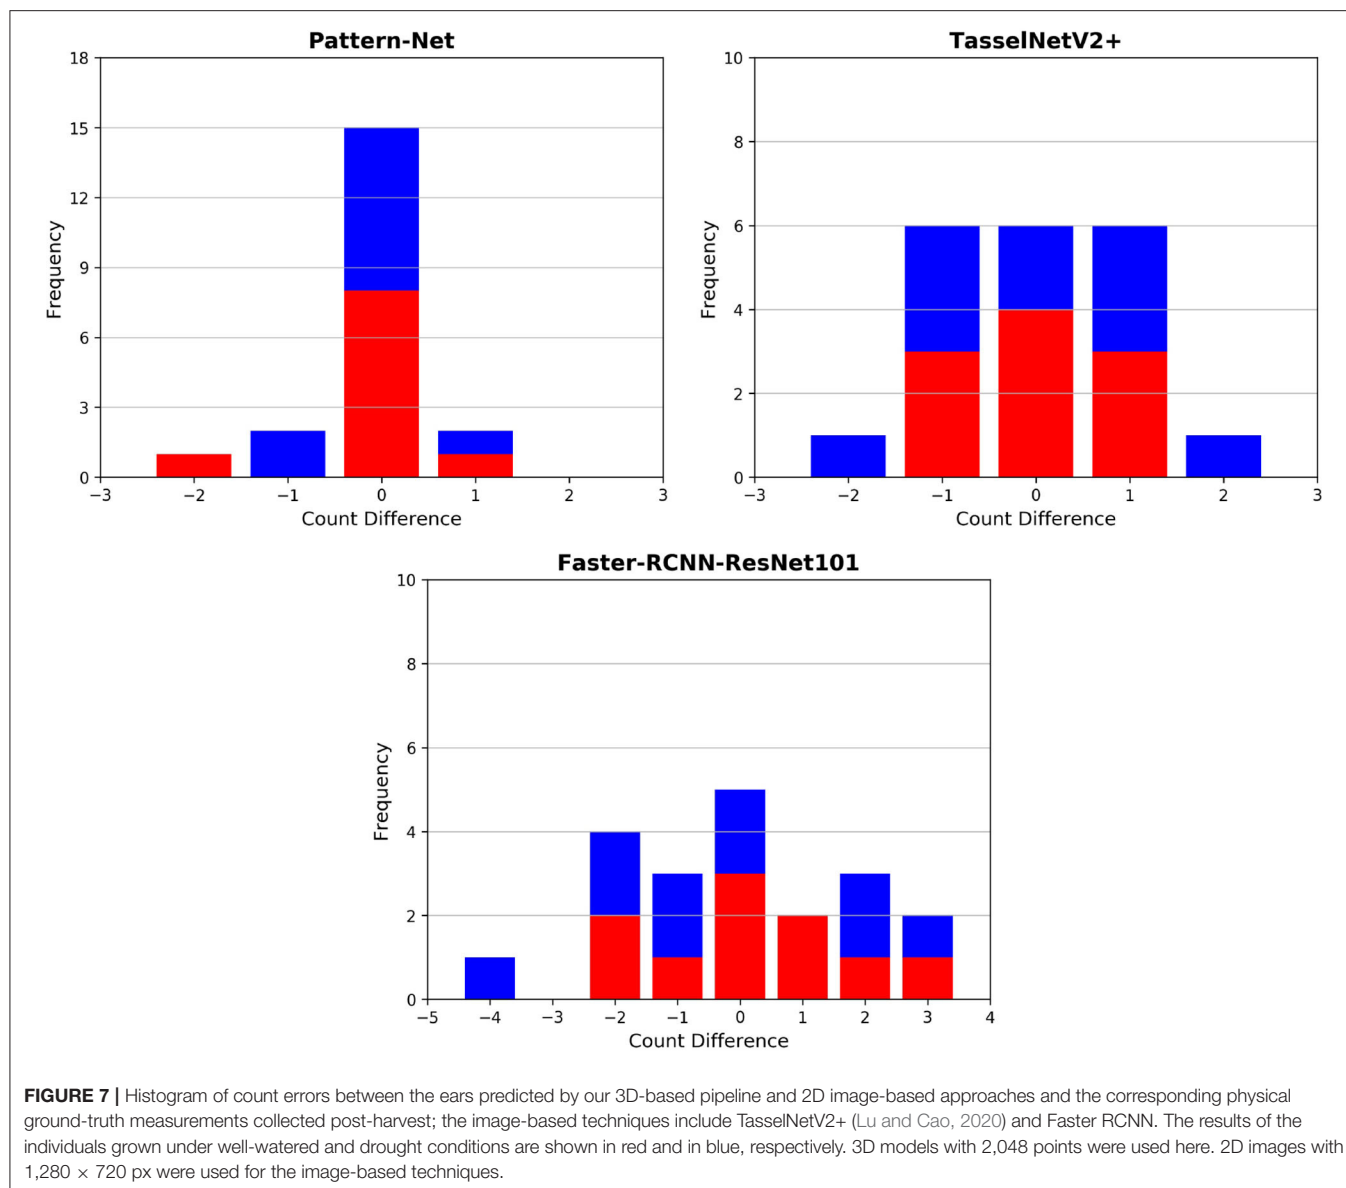 Pattern-Net
18
15
12
9
6
3
0
Frequency
−3 −2 −1 0 1 2 3
Count Difference
TasselNetV2+
10
8
6
4
2
0
Frequency
−3 −2 −1 0 1 2 3
Count Difference
Faster-RCNN-ResNet101
10
8
6
4
2
0
Frequency
−5 −4 −3 −2 −1 0 1 2 3 4
Count Difference
FIGURE 7 | Histogram of count errors between the ears predicted by our 3D-based pipeline and 2D image-based approaches and the corresponding physical
ground-truth measurements collected post-harvest; the image-based techniques include TasselNetV2+ (Lu and Cao, 2020) and Faster RCNN. The results of the
individuals grown under well-watered and drought conditions are shown in red and in blue, respectively. 3D models with 2,048 points were used here. 2D images with
1,280 × 720 px were used for the image-based techniques.